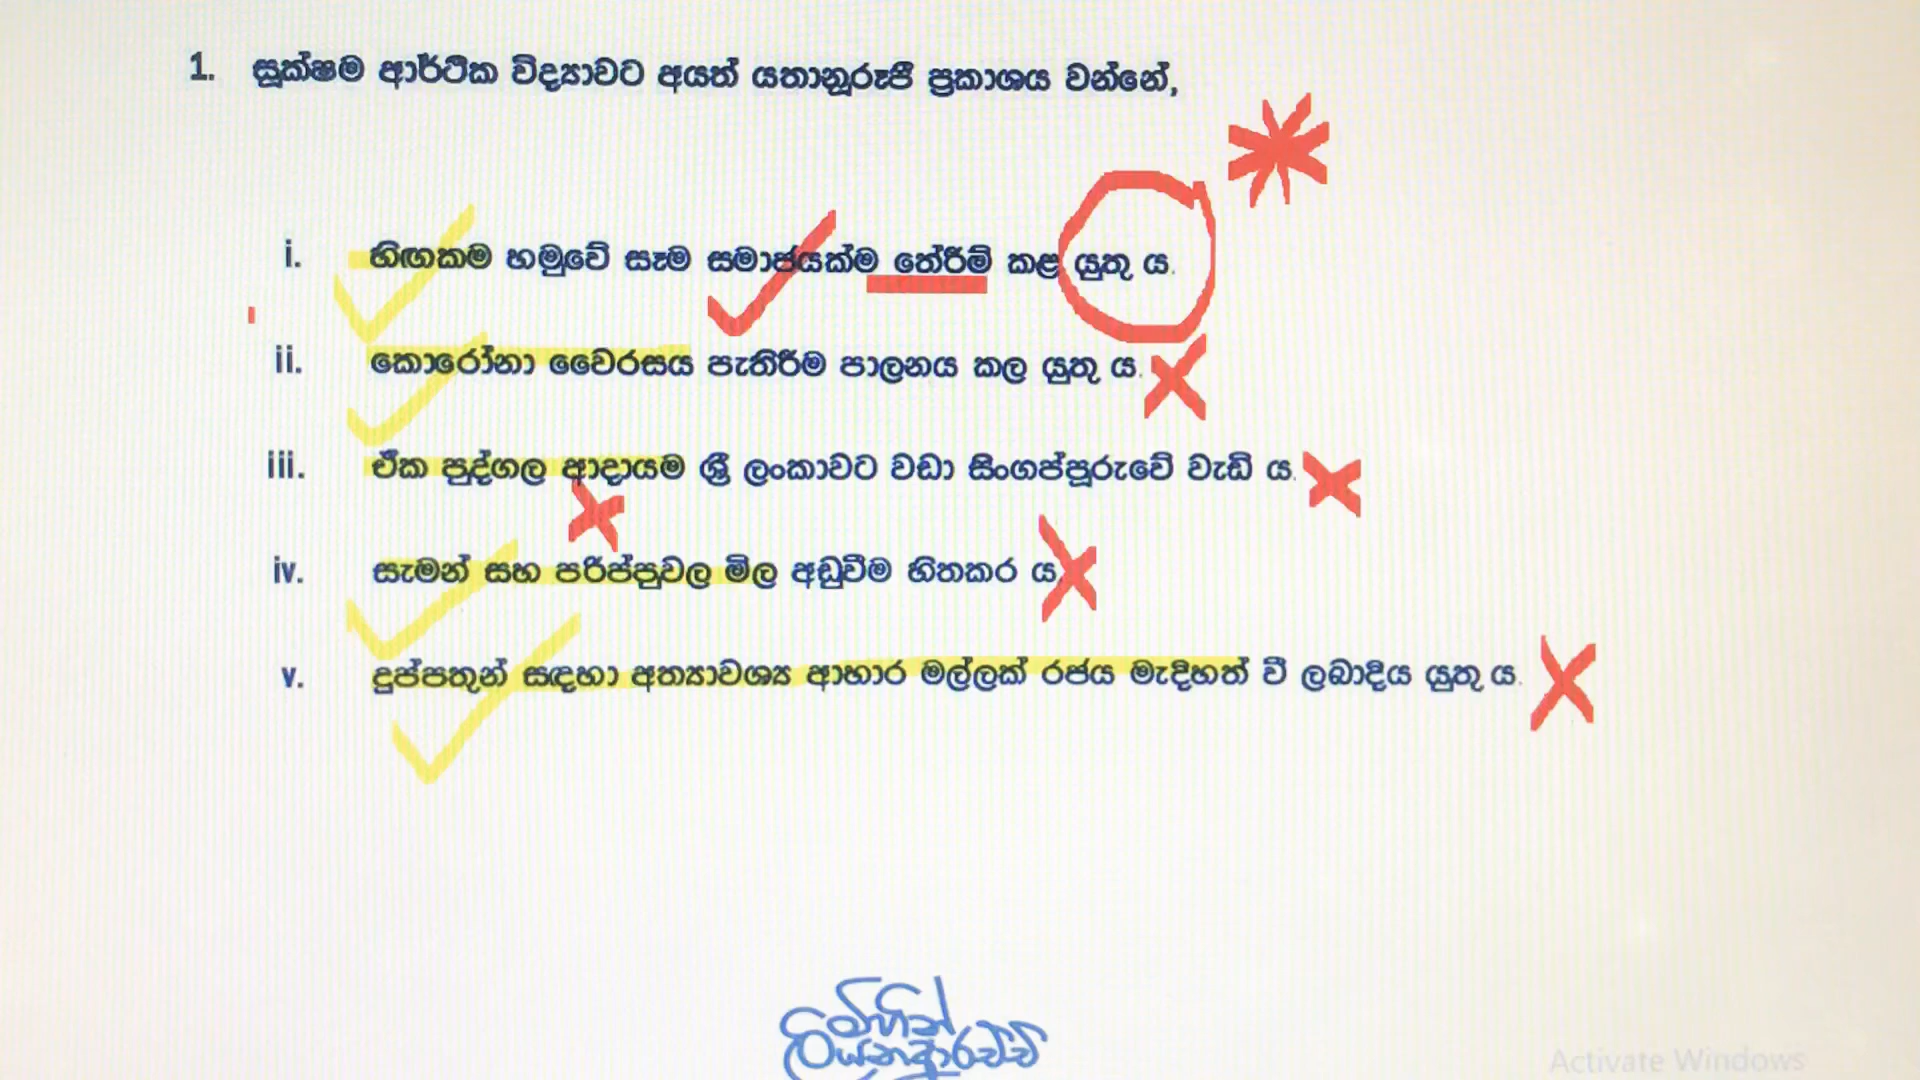 1. සූක්ෂම ආර්ථික විද්‍යාවට අයත් යතානුරූපී ප්‍රකාශය වන්නේ,
i. හිඟකම හමුවේ සෑම සමාජයක්ම තේරීම් කළ යුතු ය.
ii. කොරෝනා වෛරසය පැතිරීම පාලනය කල යුතු ය.
iii. ඒක පුද්ගල ආදායම ශ්‍රී ලංකාවට වඩා සිංගප්පූරුවේ වැඩි ය.
iv. සැමන් සහ පරිප්පුවල මිල අඩුවීම හිතකර ය.
v. දුප්පතුන් සඳහා අත්‍යාවශ්‍ය ආහාර මල්ලක් රජය මැදිහත් වී ලබාදිය යුතු ය.
මිහින්
ලියනආරච්චි
Activate Windows